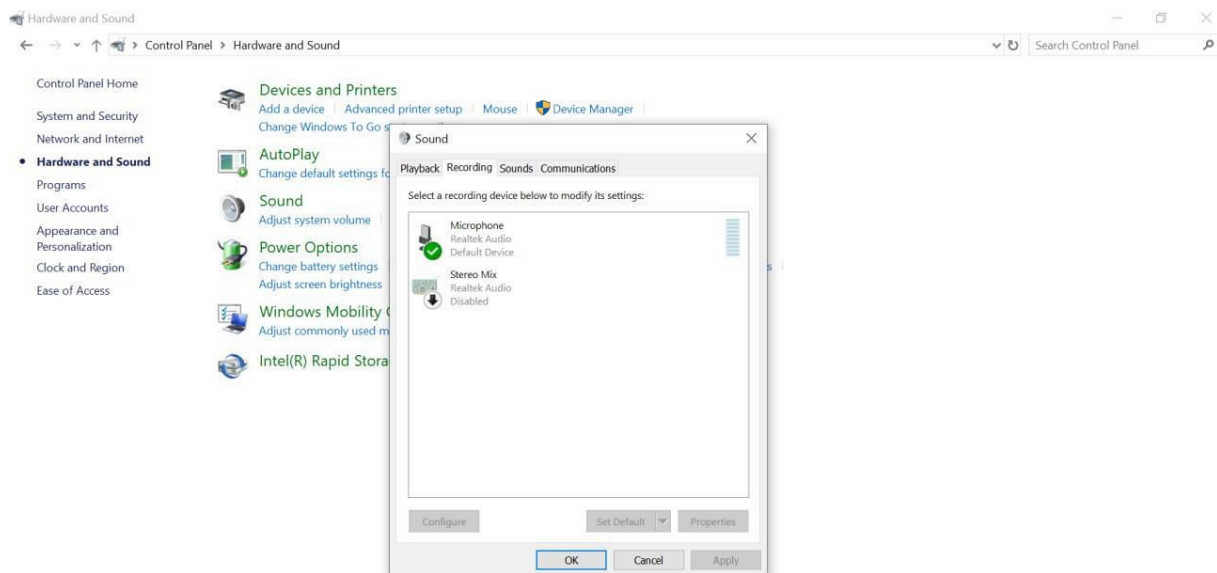 Hardware and Sound
Control Panel > Hardware and Sound
Search Control Panel
Control Panel Home
System and Security
Network and Internet
Hardware and Sound
Programs
User Accounts
Appearance and
Personalization
Clock and Region
Ease of Access
Devices and Printers
Add a device
Advanced printer setup
Mouse
Device Manager
Change Windows To Go
AutoPlay
Change default settings
Sound
Adjust system volume
Power Options
Change battery settings
Adjust screen brightness
Windows Mobility
Adjust commonly used
Intel(R) Rapid
Sound
Playback
Recording
Sounds
Communications
Select a recording device below to modify its settings:
Microphone
Realtek Audio
Default Device
Stereo Mix
Realtek Audio
Disabled
Configure
Set Default
Properties
OK
Cancel
Apply